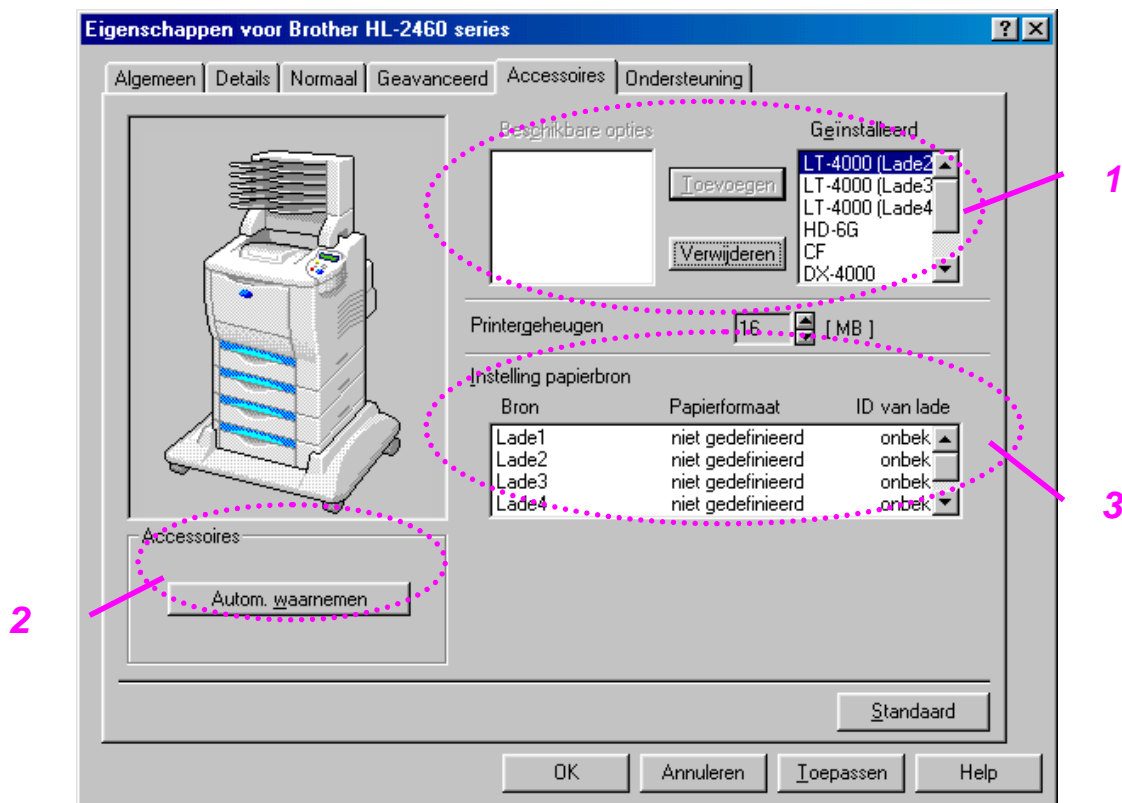 Eigenschappen voor Brother HL-2460 series
Algemeen Details Normaal Geavanceerd Accessoires Ondersteuning
Beschikbare opties Geïnstalleerd
LT-4000 (Lade2
LT-4000 (Lade3
LT-4000 (Lade4
HD-6G
CF
DX-4000
Toevoegen
Verwijderen
1
Printergeheugen 16 [ MB ]
Instelling papierbron
Bron Papierformaat ID van lade
Lade1 niet gedefinieerd onbek
Lade2 niet gedefinieerd onbek
Lade3 niet gedefinieerd onbek
Lade4 niet gedefinieerd onbek
3
Accessoires
Autom. waarnemen
2
Standaard
OK Annuleren Toepassen Help